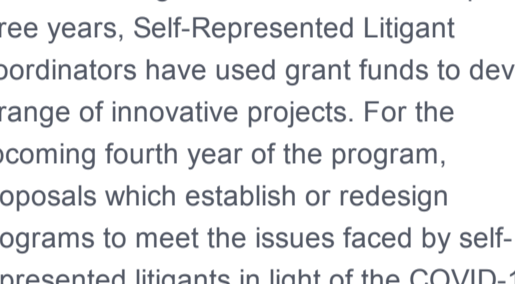 ree years, Self-Represented Litigant
oordinators have used grant funds to dev
range of innovative projects. For the
pcoming fourth year of the program,
oposals which establish or redesign
ograms to meet the issues faced by self-
presented litigants in light of the COVID-1